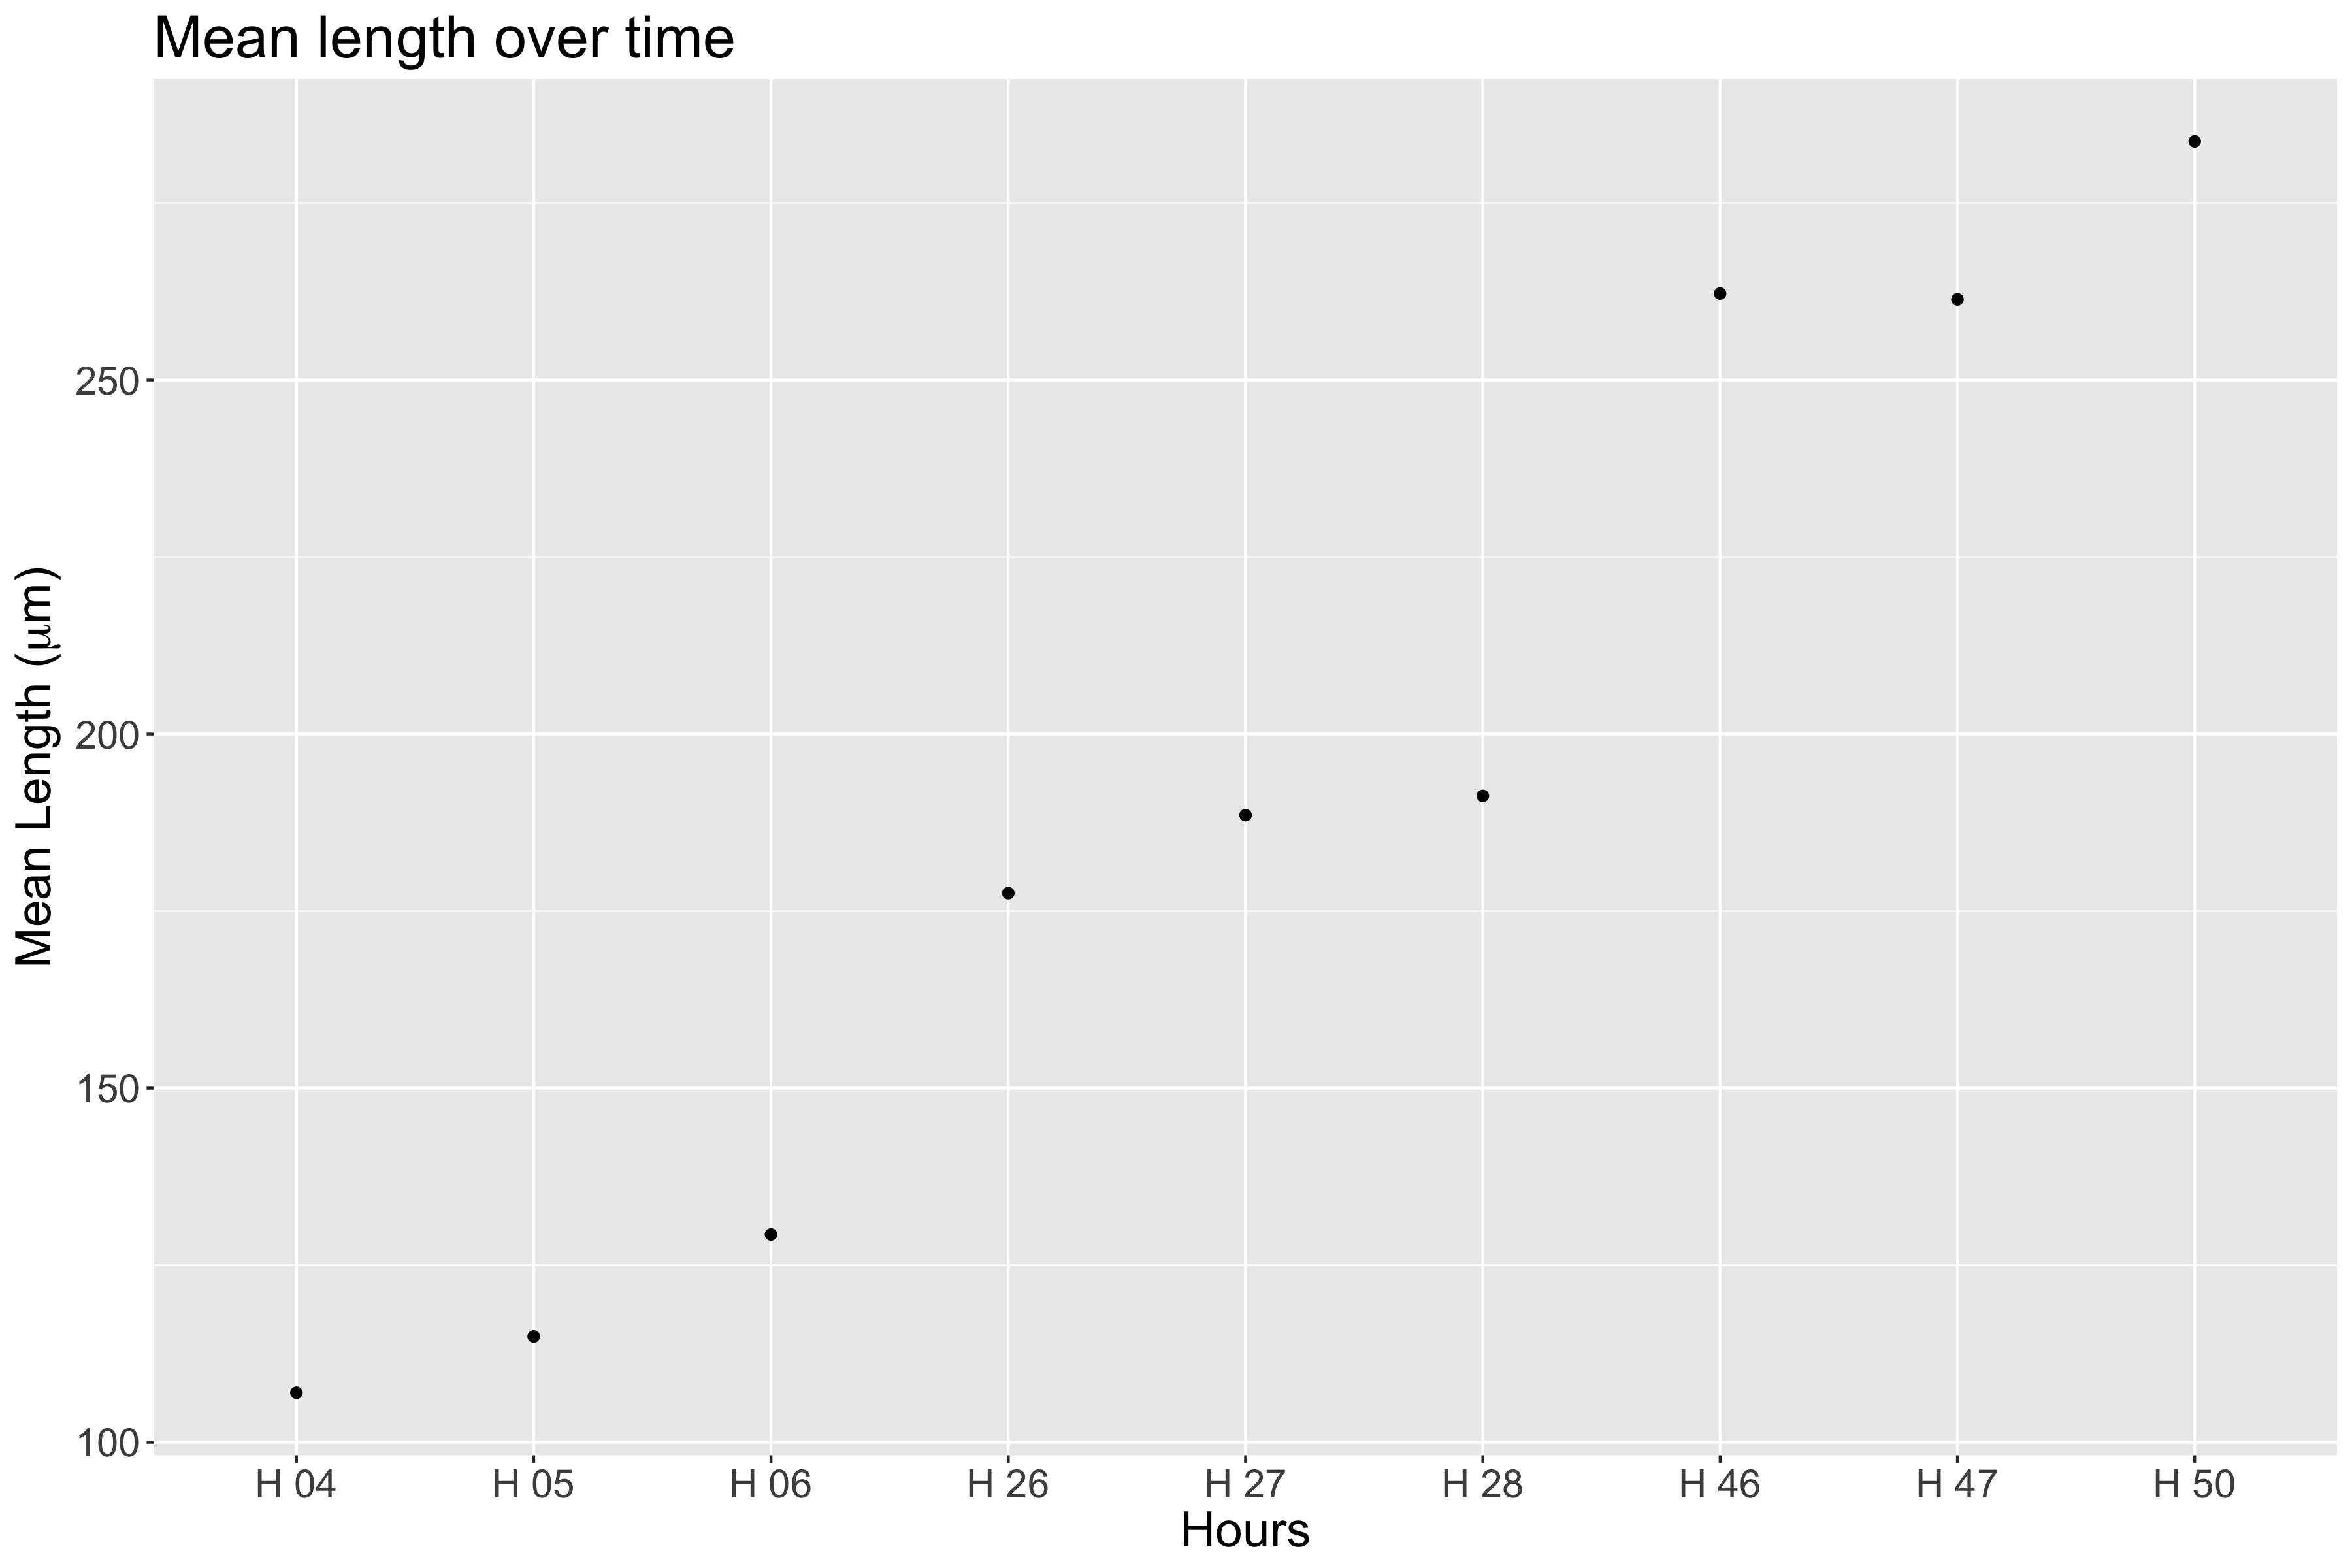 Mean length over time
Mean Length (μm)
250
200
150
100
H 04 H 05 H 06 H 26 H 27 H 28 H 46 H 47 H 50
Hours